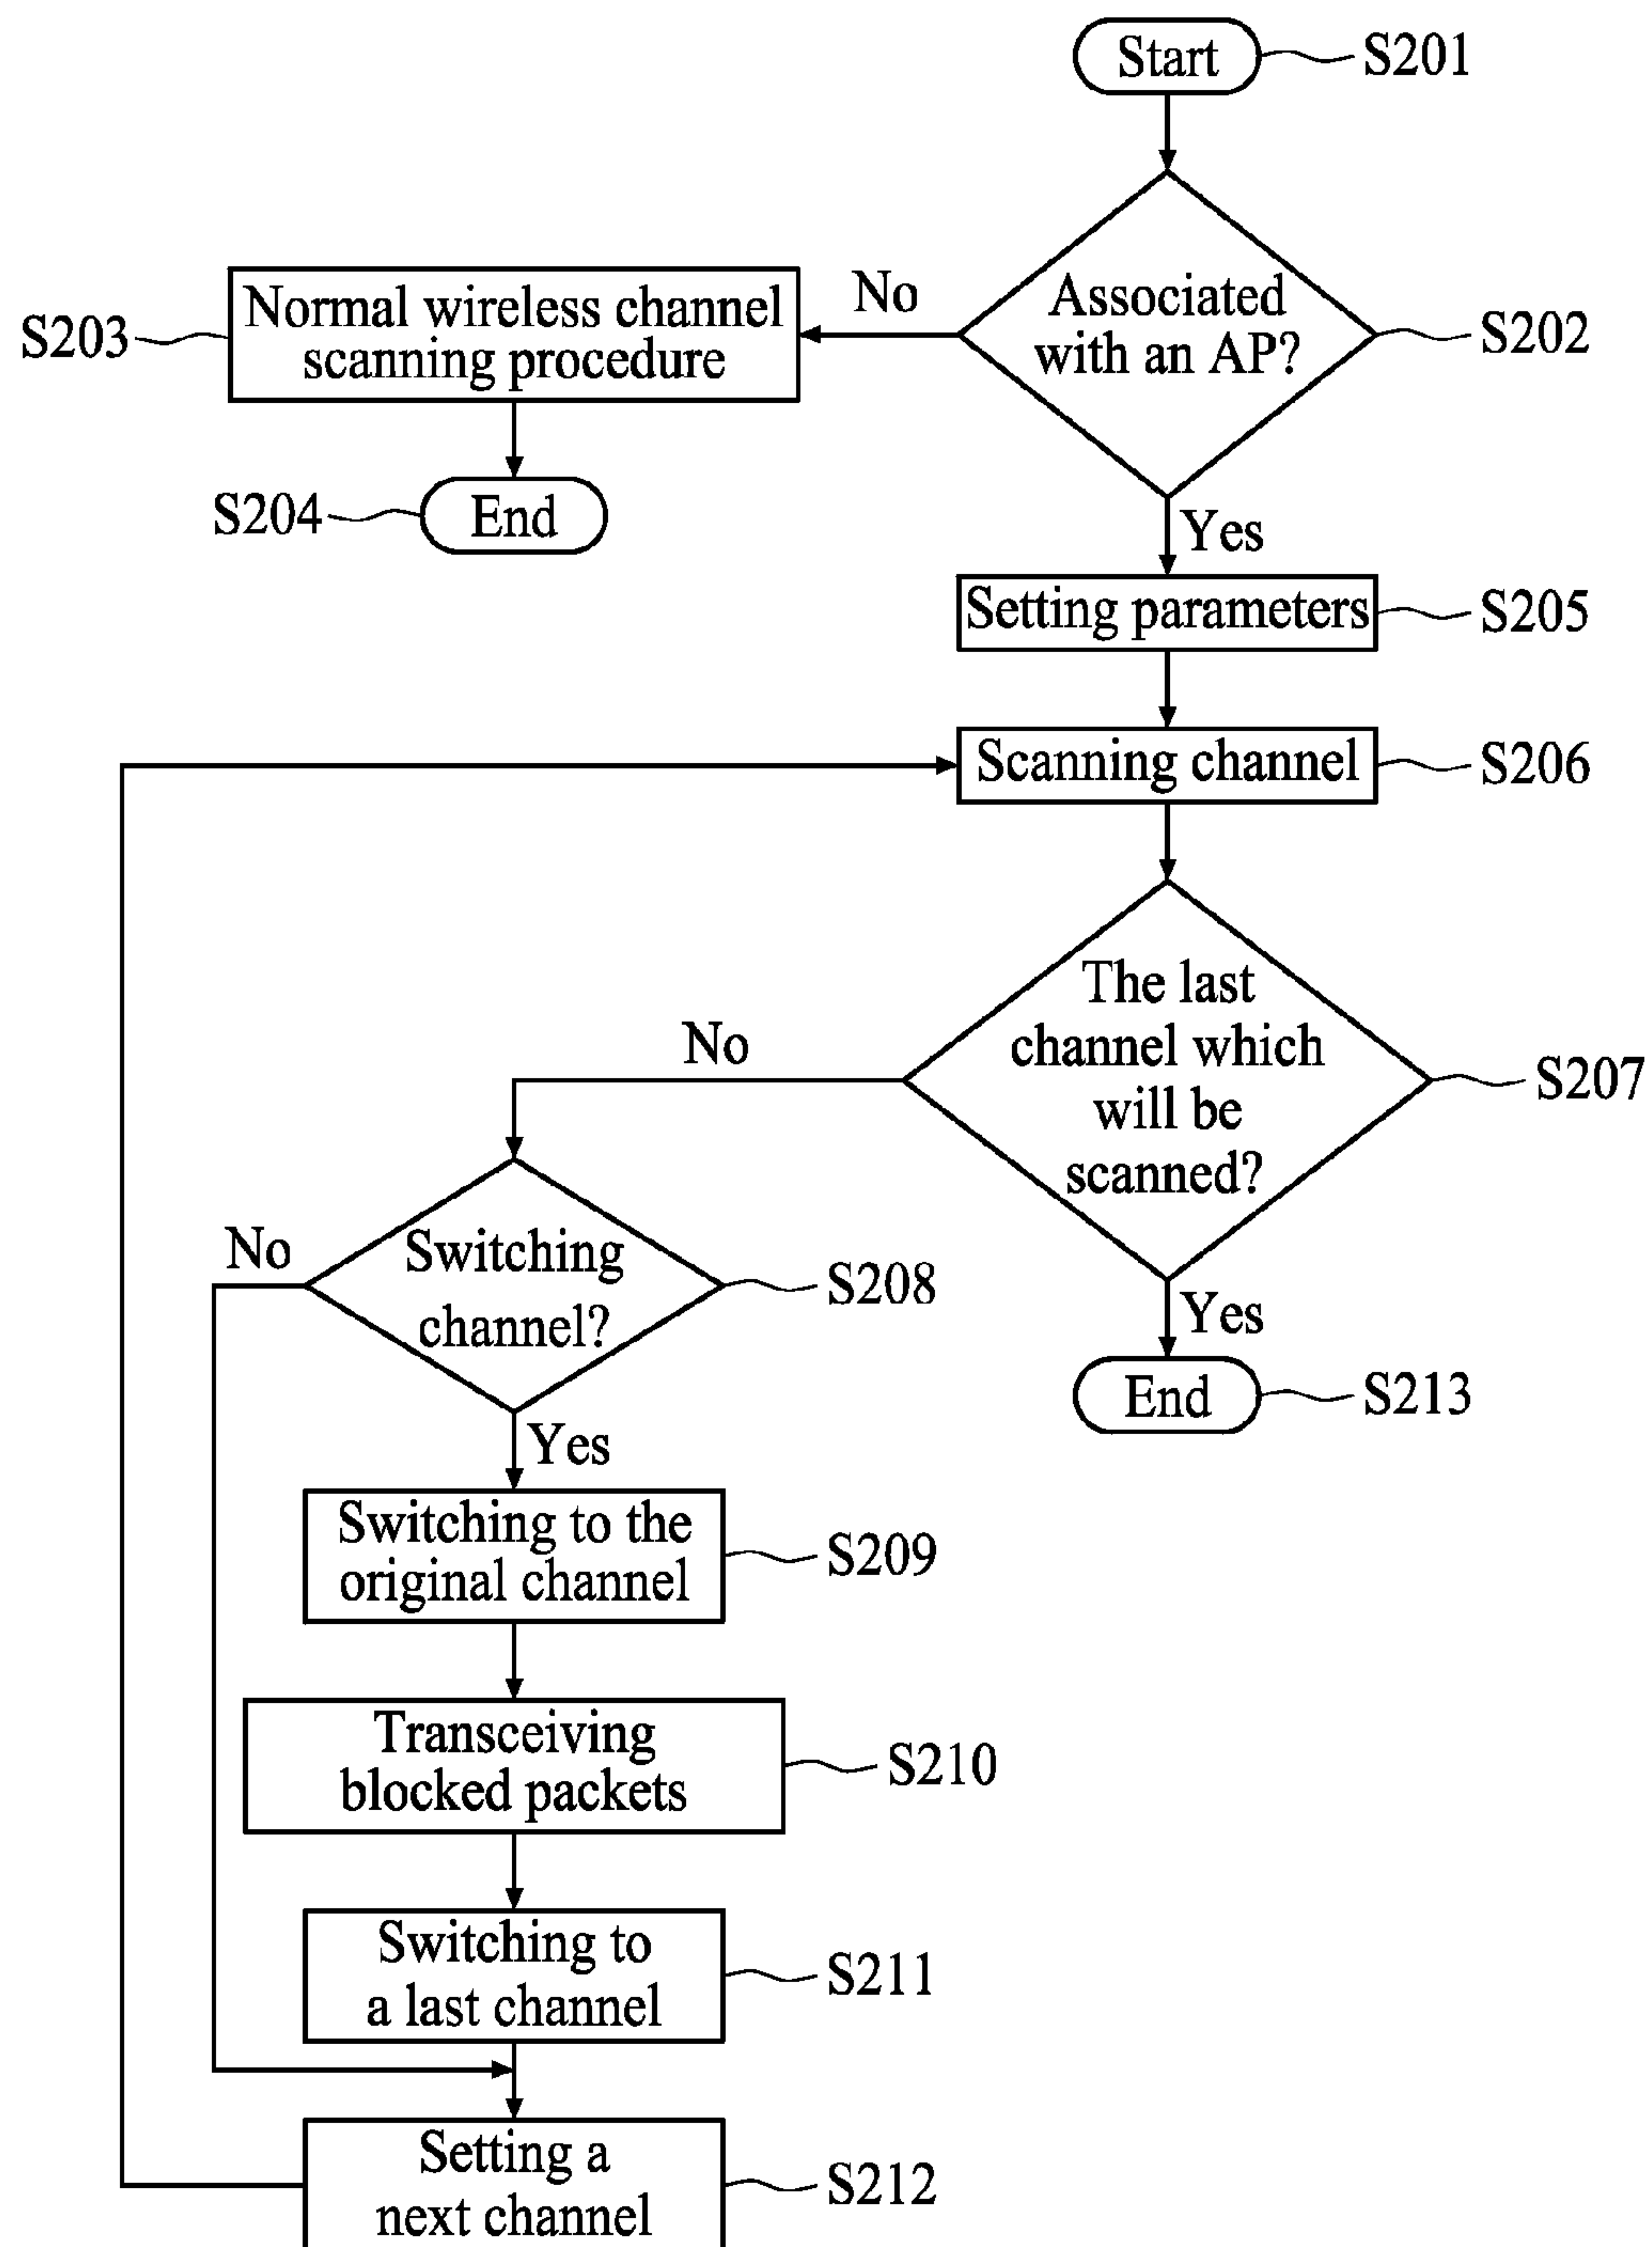 Start
S201
Associated
with an AP?
S202
No
Normal wireless channel
scanning procedure
S203
End
S204
Yes
Setting parameters
S205
Scanning channel
S206
The last
channel which
will be
scanned?
S207
No
Switching
channel?
S208
No
Yes
End
S213
Yes
Switching to the
original channel
S209
Transceiving
blocked packets
S210
Switching to
a last channel
S211
Setting a
next channel
S212